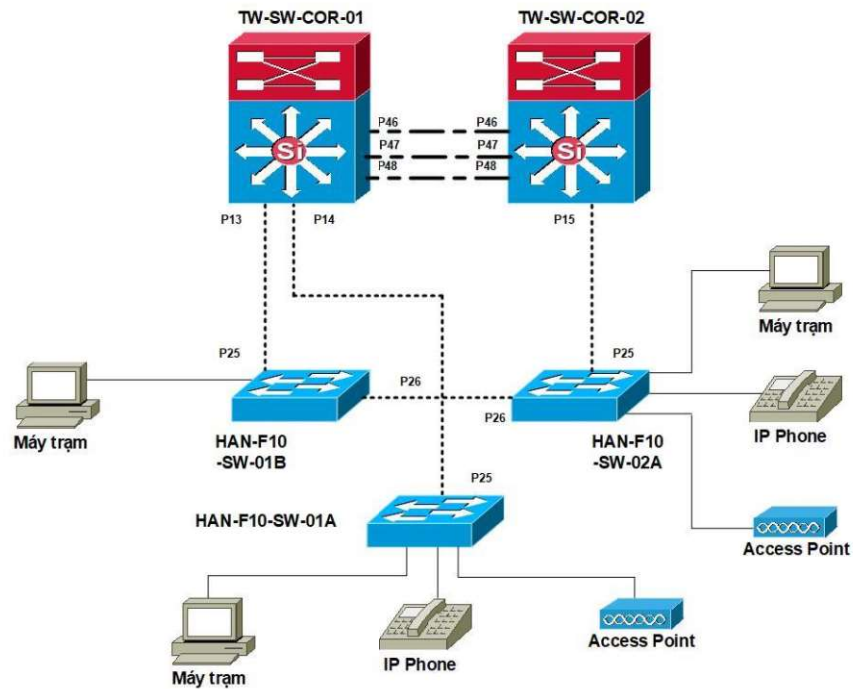 TW-SW-COR-01
TW-SW-COR-02
P46
P46
P47
P47
P48
P48
Si
Si
P13
P14
P15
Máy trạm
P25
P25
P26
P26
Máy trạm
HAN-F10
-SW-01B
HAN-F10
-SW-02A
IP Phone
P25
HAN-F10-SW-01A
Access Point
Máy trạm
IP Phone
Access Point